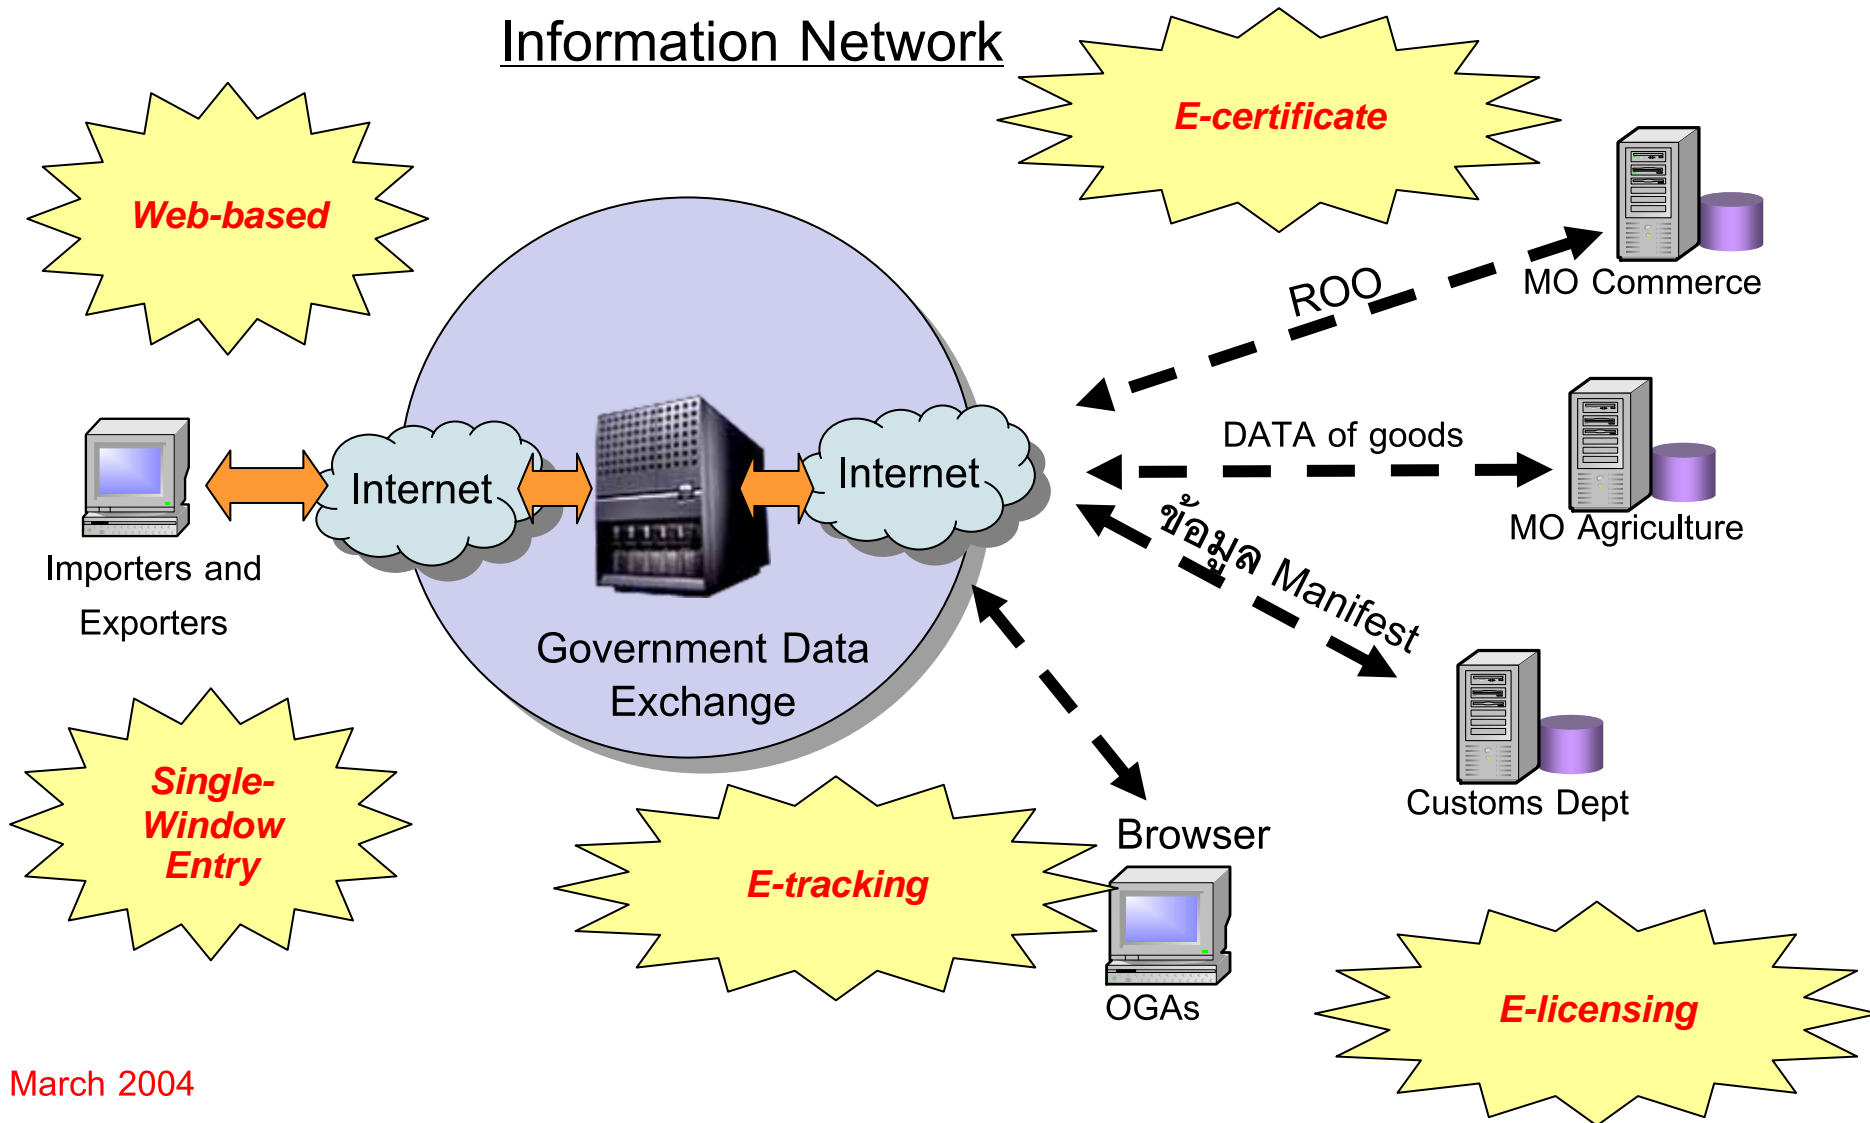 Information Network
E-certificate
Web-based
MO Commerce
ROO
DATA of goods
Internet
Internet
MO Agriculture
ข้อมูล Manifest
Importers and
Exporters
Government Data
Exchange
Customs Dept
Single-
Window
Entry
E-tracking
Browser
OGAs
E-licensing
March 2004